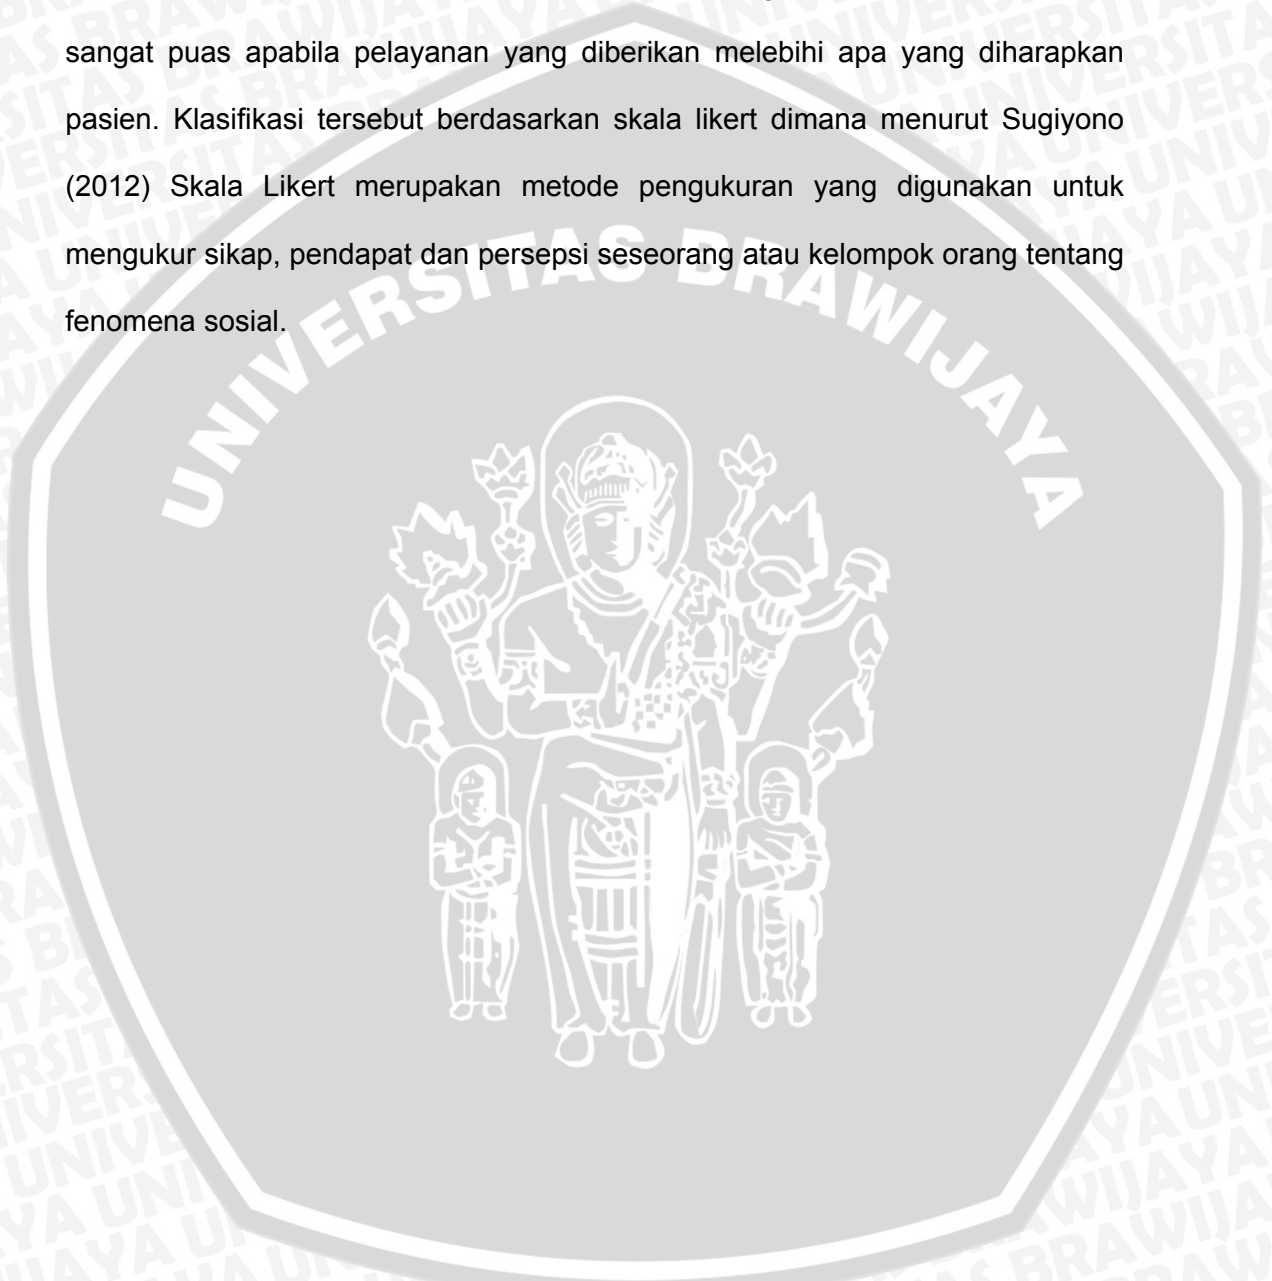 sangat puas apabila pelayanan yang diberikan melebihi apa yang diharapkan
pasien. Klasifikasi tersebut berdasarkan skala likert dimana menurut Sugiyono
(2012) Skala Likert merupakan metode pengukuran yang digunakan untuk
mengukur sikap, pendapat dan persepsi seseorang atau kelompok orang tentang
fenomena sosial.
UNIVERSITAS BRAWIJAYA